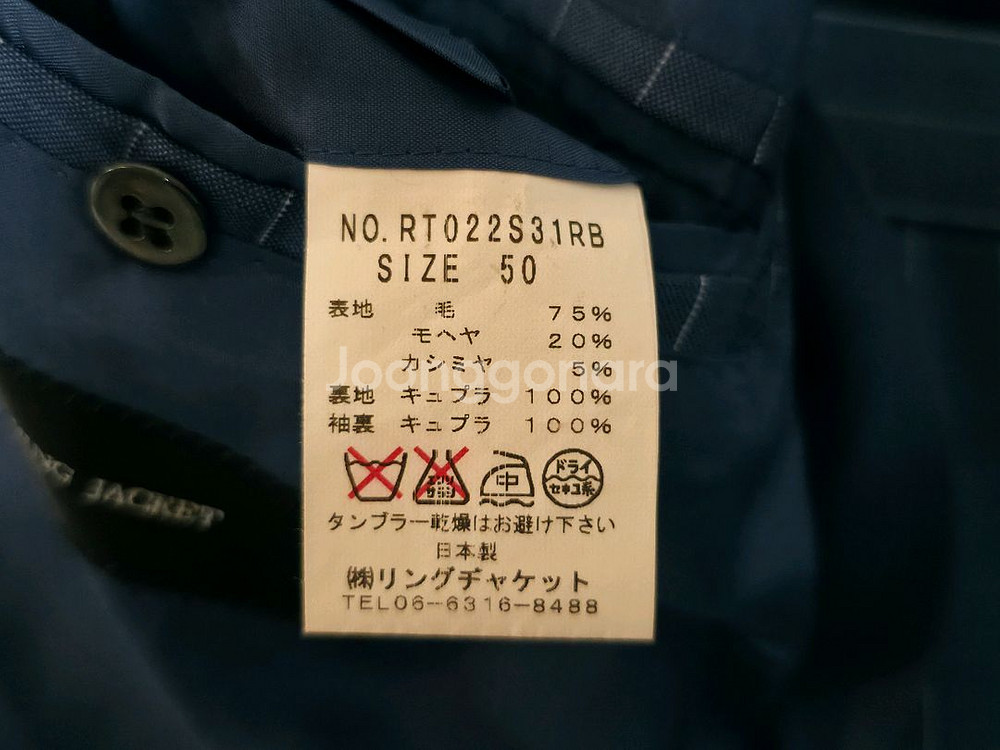 NO. RT022S31RB
SIZE 50
表地 毛 75%
モヘヤ 20%
カシミヤ 5%
裏地 キュプラ 100%
袖裏 キュプラ 100%
中
ドライ
セキユ系
タンブラー乾燥はお避け下さい
日本製
㈱リングヂャケット
TEL06-6316-8488
JACKET
Joonggonara